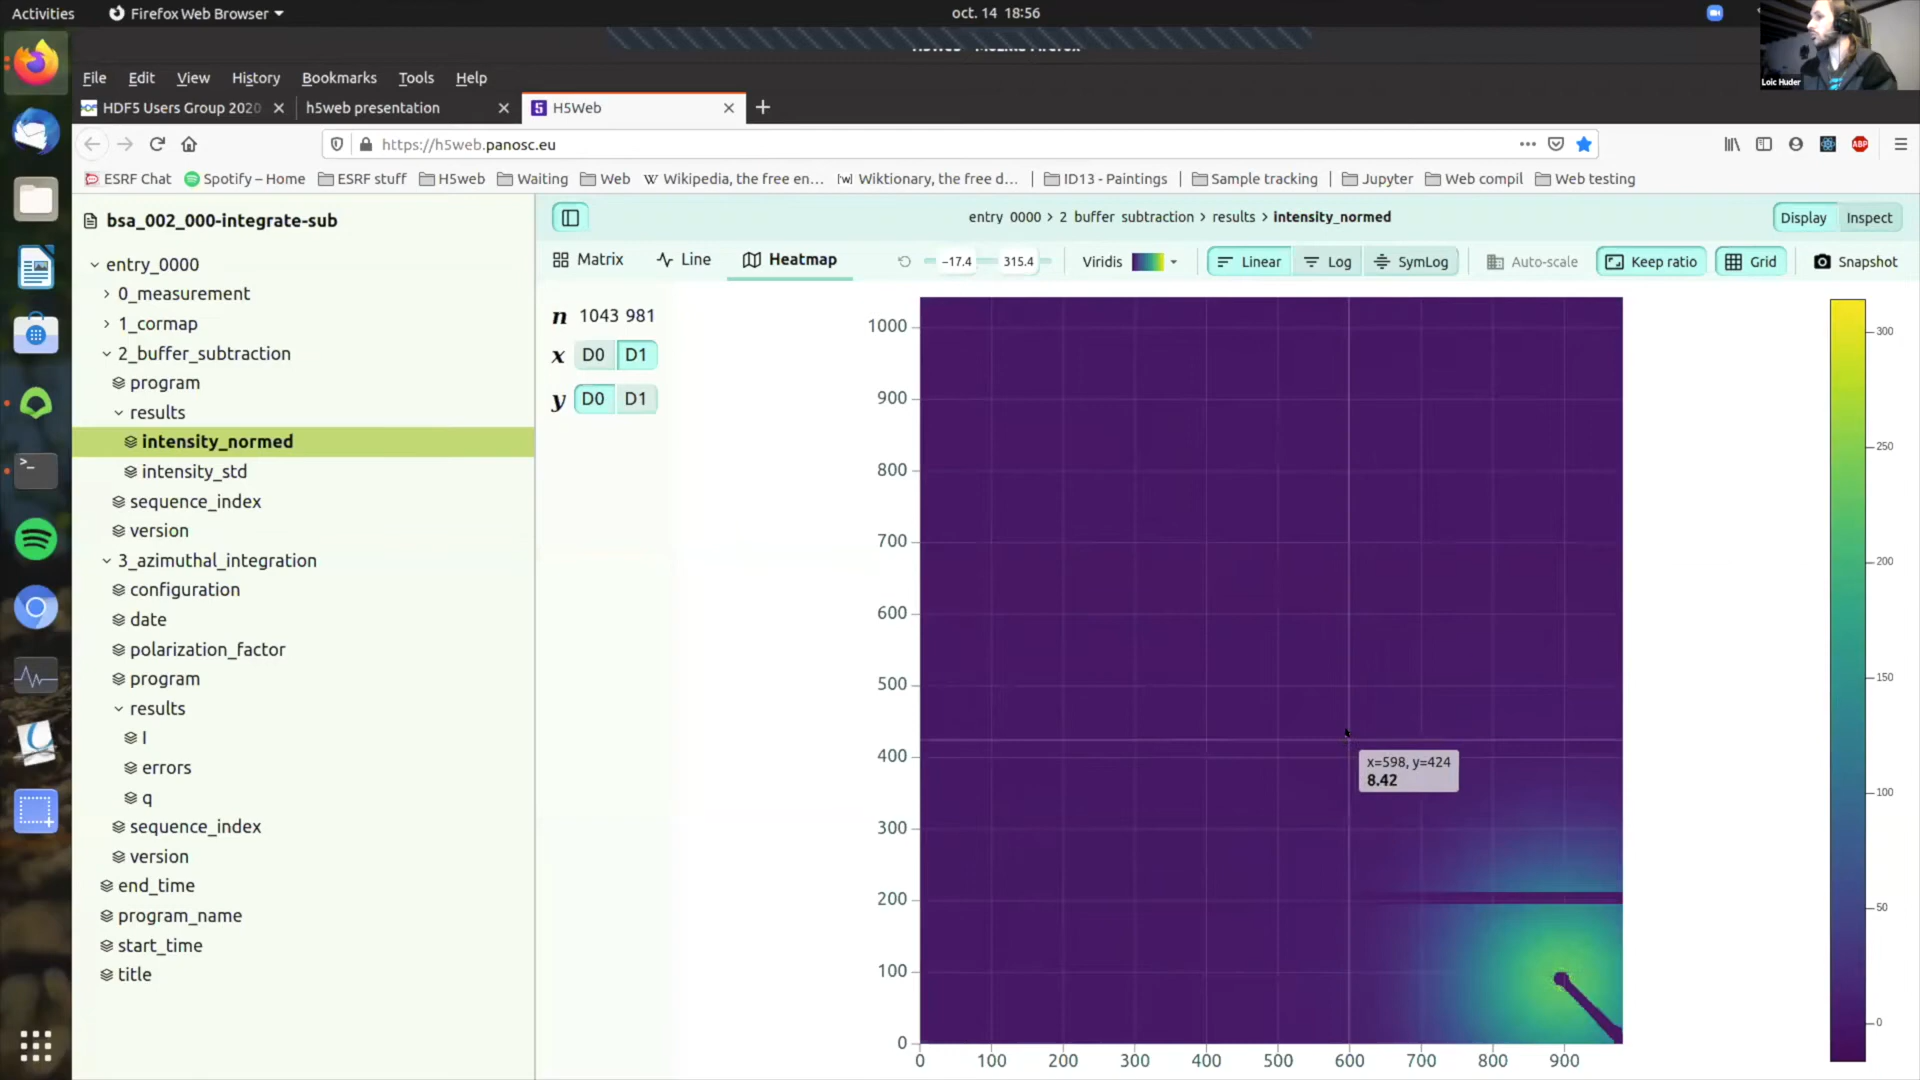 Activities
Firefox Web Browser
oct. 14 18:56
Loic Huder
File Edit View History Bookmarks Tools Help
HDF5 Users Group 2020
h5web presentation
H5Web
https://h5web.panosc.eu
ABP
ESRF Chat
Spotify – Home
ESRF stuff
H5web
Waiting
Web
Wikipedia, the free en...
Wiktionary, the free d...
ID13 - Paintings
Sample tracking
Jupyter
Web compil
Web testing
bsa_002_000-integrate-sub
entry_0000
0_measurement
1_cormap
2_buffer_subtraction
program
results
intensity_normed
intensity_std
sequence_index
version
3_azimuthal_integration
configuration
date
polarization_factor
program
results
I
errors
q
sequence_index
version
end_time
program_name
start_time
title
entry 0000 > 2 buffer subtraction > results > intensity_normed
Display
Inspect
Matrix
Line
Heatmap
−17.4
315.4
Viridis
Linear
Log
SymLog
Auto-scale
Keep ratio
Grid
Snapshot
n 1043 981
x D0 D1
y D0 D1
1000
900
800
700
600
500
400
300
200
100
0
0 100 200 300 400 500 600 700 800 900
x=598, y=424
8.42
300
250
200
150
100
50
0